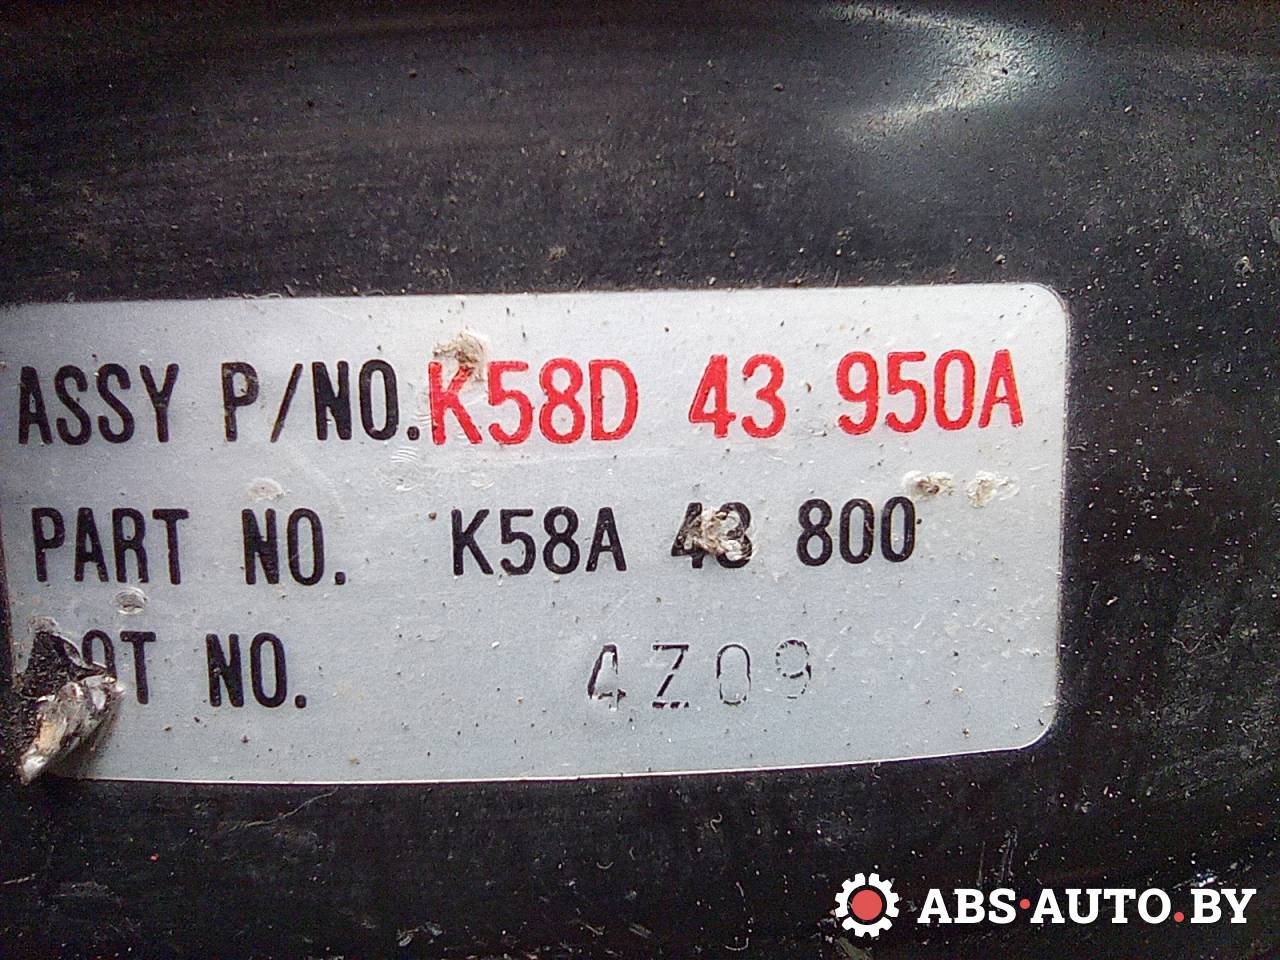 ASSY P/NO. K58D 43 950A
PART NO. K58A 43 800
NO. 4Z09
ABS·AUTO.BY